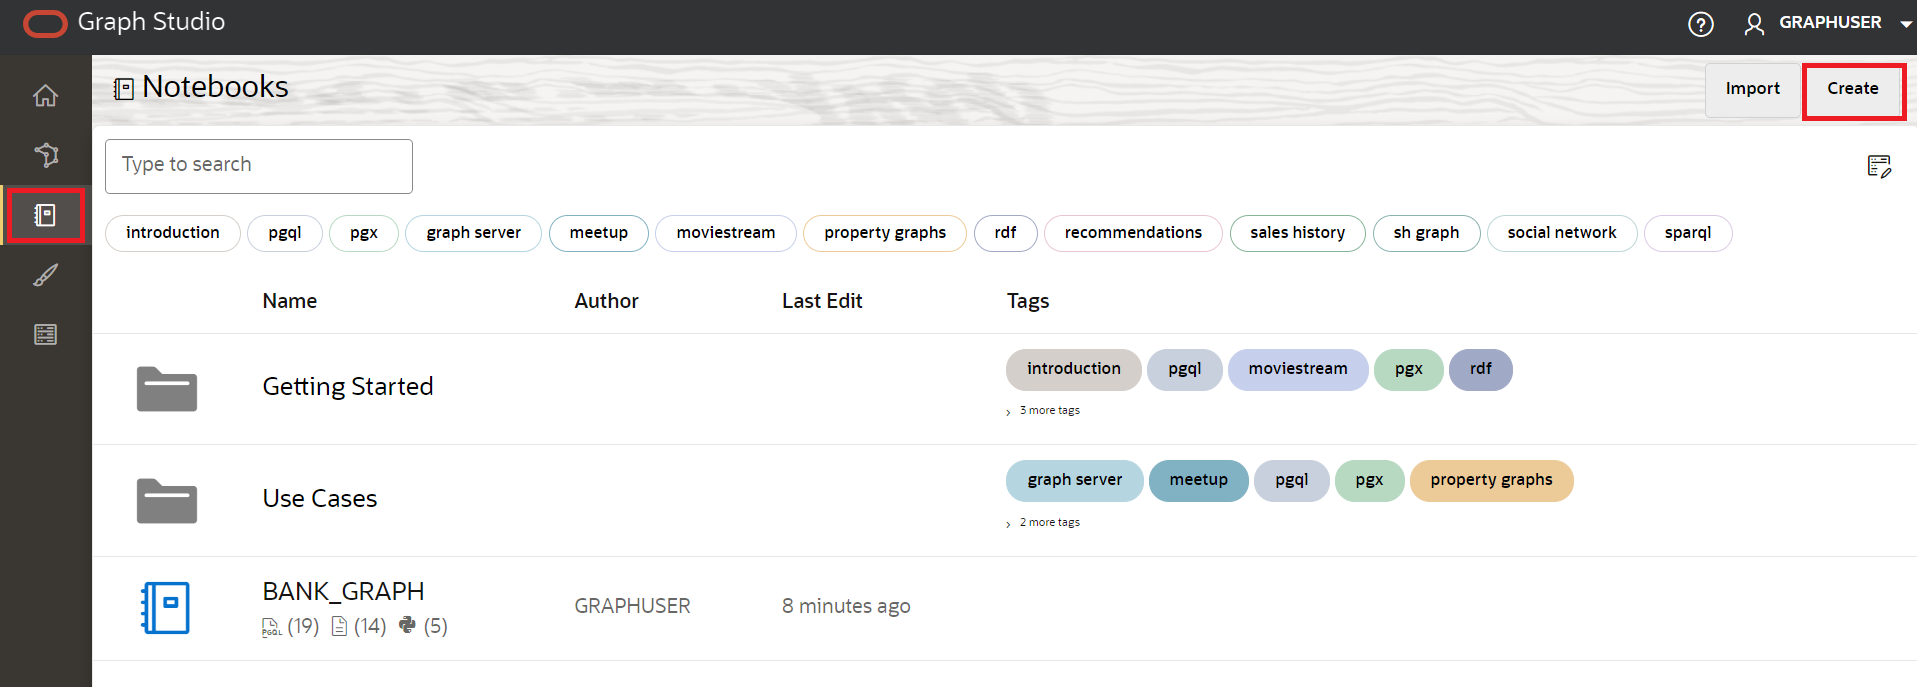 Graph Studio
GRAPHUSER
Notebooks
Import
Create
Type to search
introduction pgql pgx graph server meetup moviestream property graphs rdf recommendations sales history sh graph social network sparql
Name Author Last Edit Tags
Getting Started
introduction pgql moviestream pgx rdf
3 more tags
Use Cases
graph server meetup pgql pgx property graphs
2 more tags
BANK_GRAPH
GRAPHUSER
8 minutes ago
PGQL (19) (14) (5)